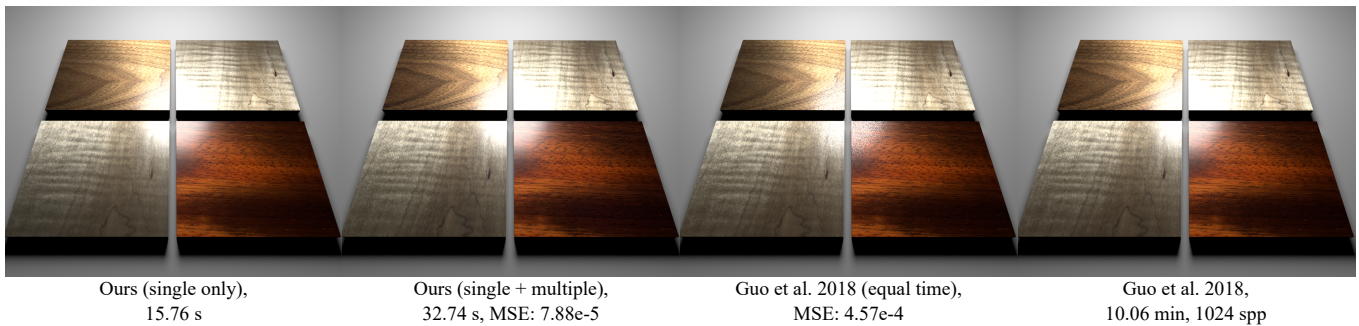 Ours (single only),
15.76 s
Ours (single + multiple),
32.74 s, MSE: 7.88e-5
Guo et al. 2018 (equal time),
MSE: 4.57e-4
Guo et al. 2018,
10.06 min, 1024 spp